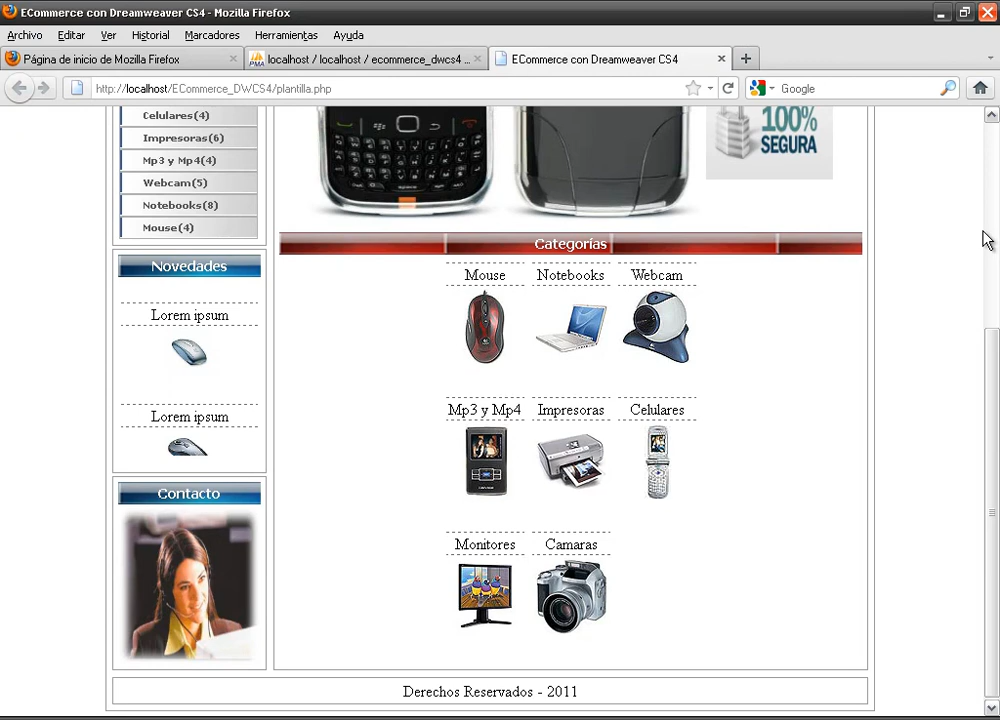 ECommerce con Dreamweaver CS4 - Mozilla Firefox
Archivo Editar Ver Historial Marcadores Herramientas Ayuda
Página de inicio de Mozilla Firefox
PMA localhost / localhost / ecommerce_dwcs4 ...
ECommerce con Dreamweaver CS4
http://localhost/ECommerce_DWCS4/plantilla.php
Google
Celulares(4)
Impresoras(6)
Mp3 y Mp4(4)
Webcam(5)
Notebooks(8)
Mouse(4)
Novedades
Lorem ipsum
Lorem ipsum
Contacto
100%
SEGURA
Categorías
Mouse Notebooks Webcam
Mp3 y Mp4 Impresoras Celulares
Monitores Camaras
Derechos Reservados - 2011